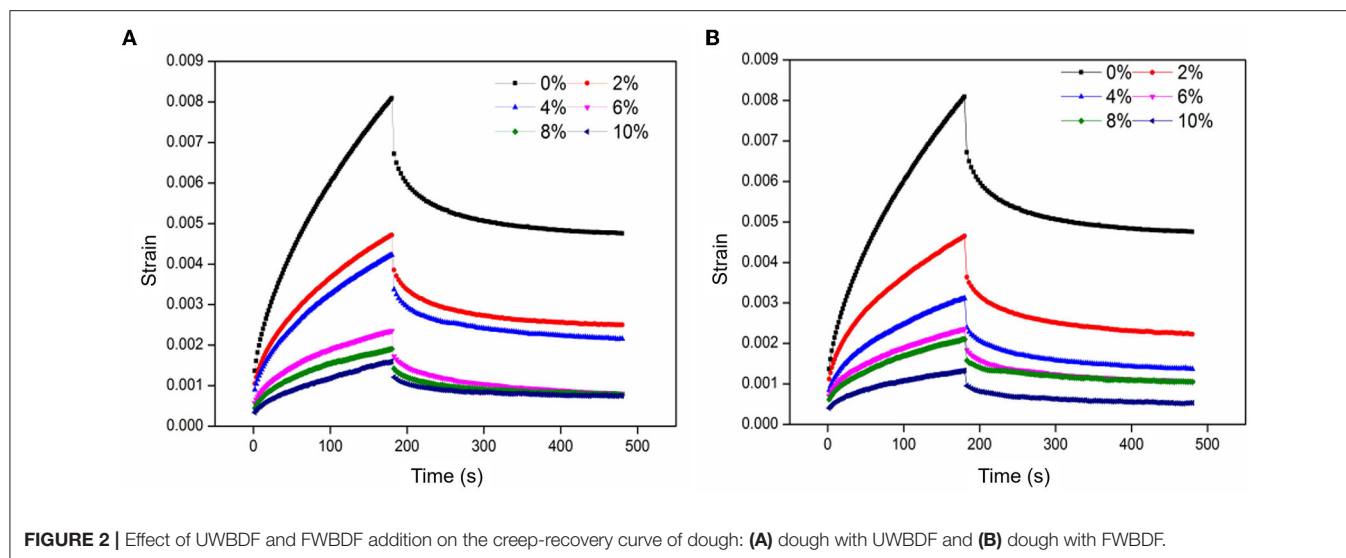 A
0.009
0.008
0.007
0.006
0.005
0.004
0.003
0.002
0.001
0.000
Strain
0% 2%
4% 6%
8% 10%
0 100 200 300 400 500
Time (s)
B
0.009
0.008
0.007
0.006
0.005
0.004
0.003
0.002
0.001
0.000
Strain
0% 2%
4% 6%
8% 10%
0 100 200 300 400 500
Time (s)
FIGURE 2 | Effect of UWBDF and FWBDF addition on the creep-recovery curve of dough: (A) dough with UWBDF and (B) dough with FWBDF.